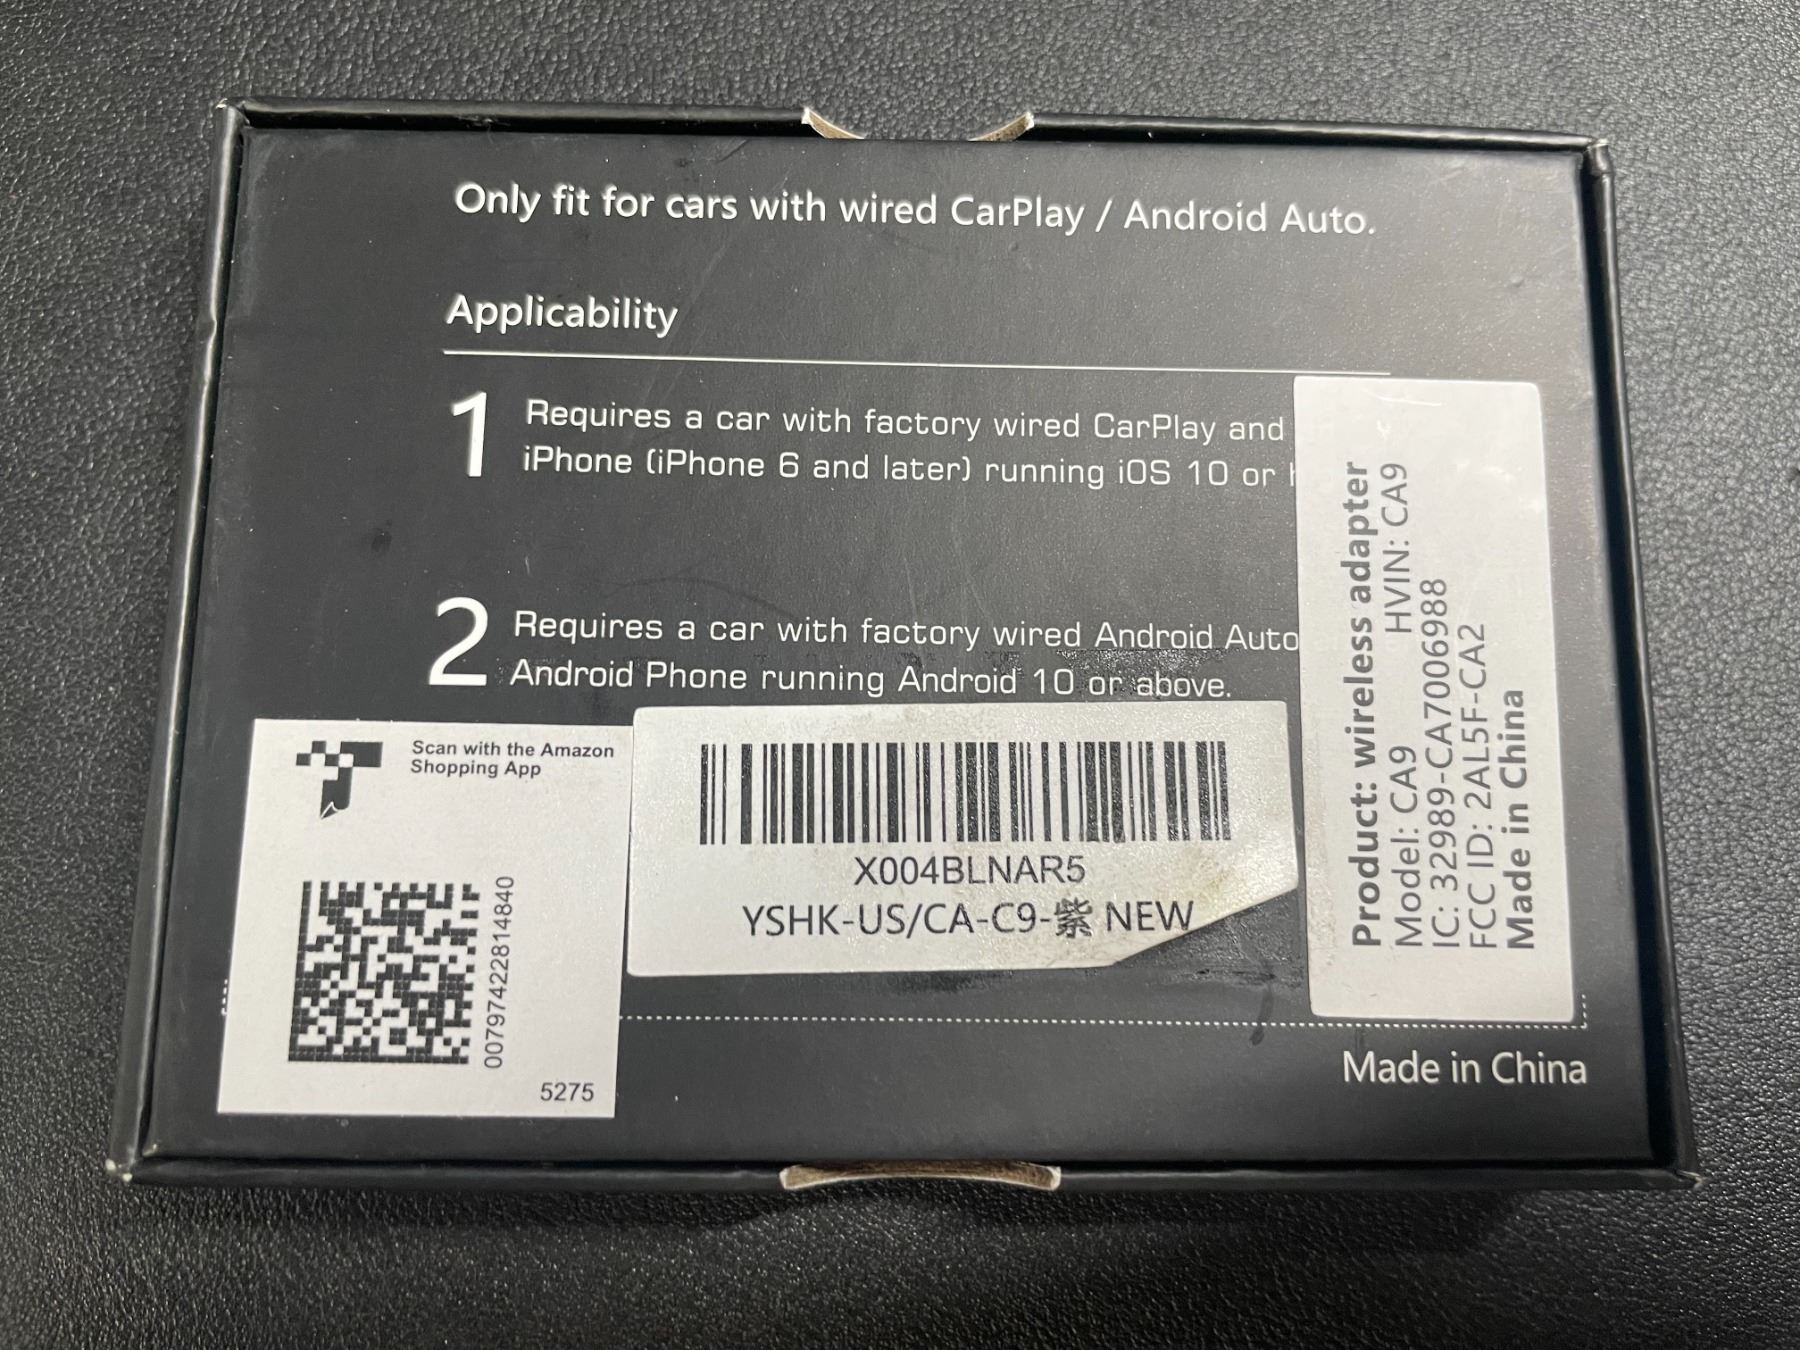 Only fit for cars with wired CarPlay / Android Auto.
Applicability
1
Requires a car with factory wired CarPlay and
iPhone (iPhone 6 and later) running iOS 10 or
2
Requires a car with factory wired Android Auto
Android Phone running Android 10 or above.
Scan with the Amazon
Shopping App
0079742281 4840
5275
X004BLNAR5
YSHK-US/CA-C9-紫 NEW
Product: wireless adapter
Model: CA9 HVIN: CA9
IC: 32989-CA7006988
FCC ID: 2AL5F-CA2
Made in China
Made in China